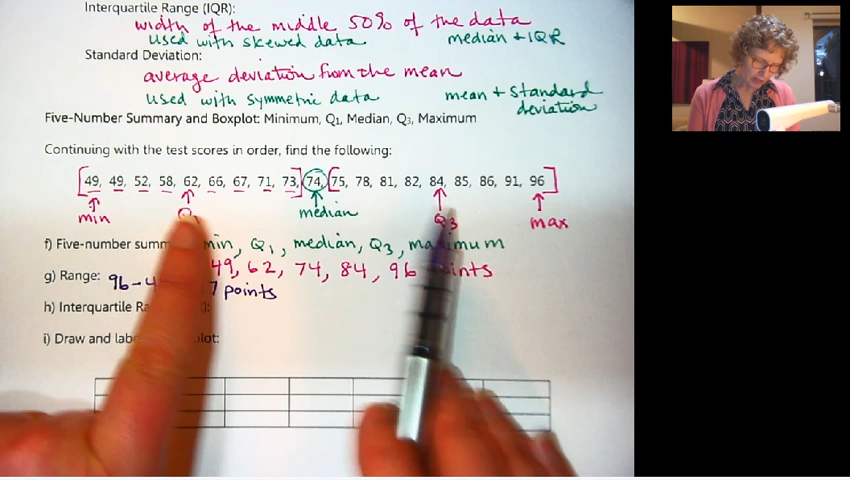 Interquartile Range (IQR):
width of the middle 50% of the data
used with skewed data median + IQR
Standard Deviation:
average deviation from the mean
used with symmetric data mean + standard deviation
Five-Number Summary and Boxplot: Minimum, Q1, Median, Q3, Maximum
Continuing with the test scores in order, find the following:
[49, 49, 52, 58, 62, 66, 67, 71, 73,] 74, [75, 78, 81, 82, 84, 85, 86, 91, 96]
min median Q3 max
f) Five-number summ min, Q1, median, Q3, maximum
49, 62, 74, 84, 96 points
g) Range: 96 - 4 7 points
h) Interquartile Ra ):
i) Draw and lab plot: